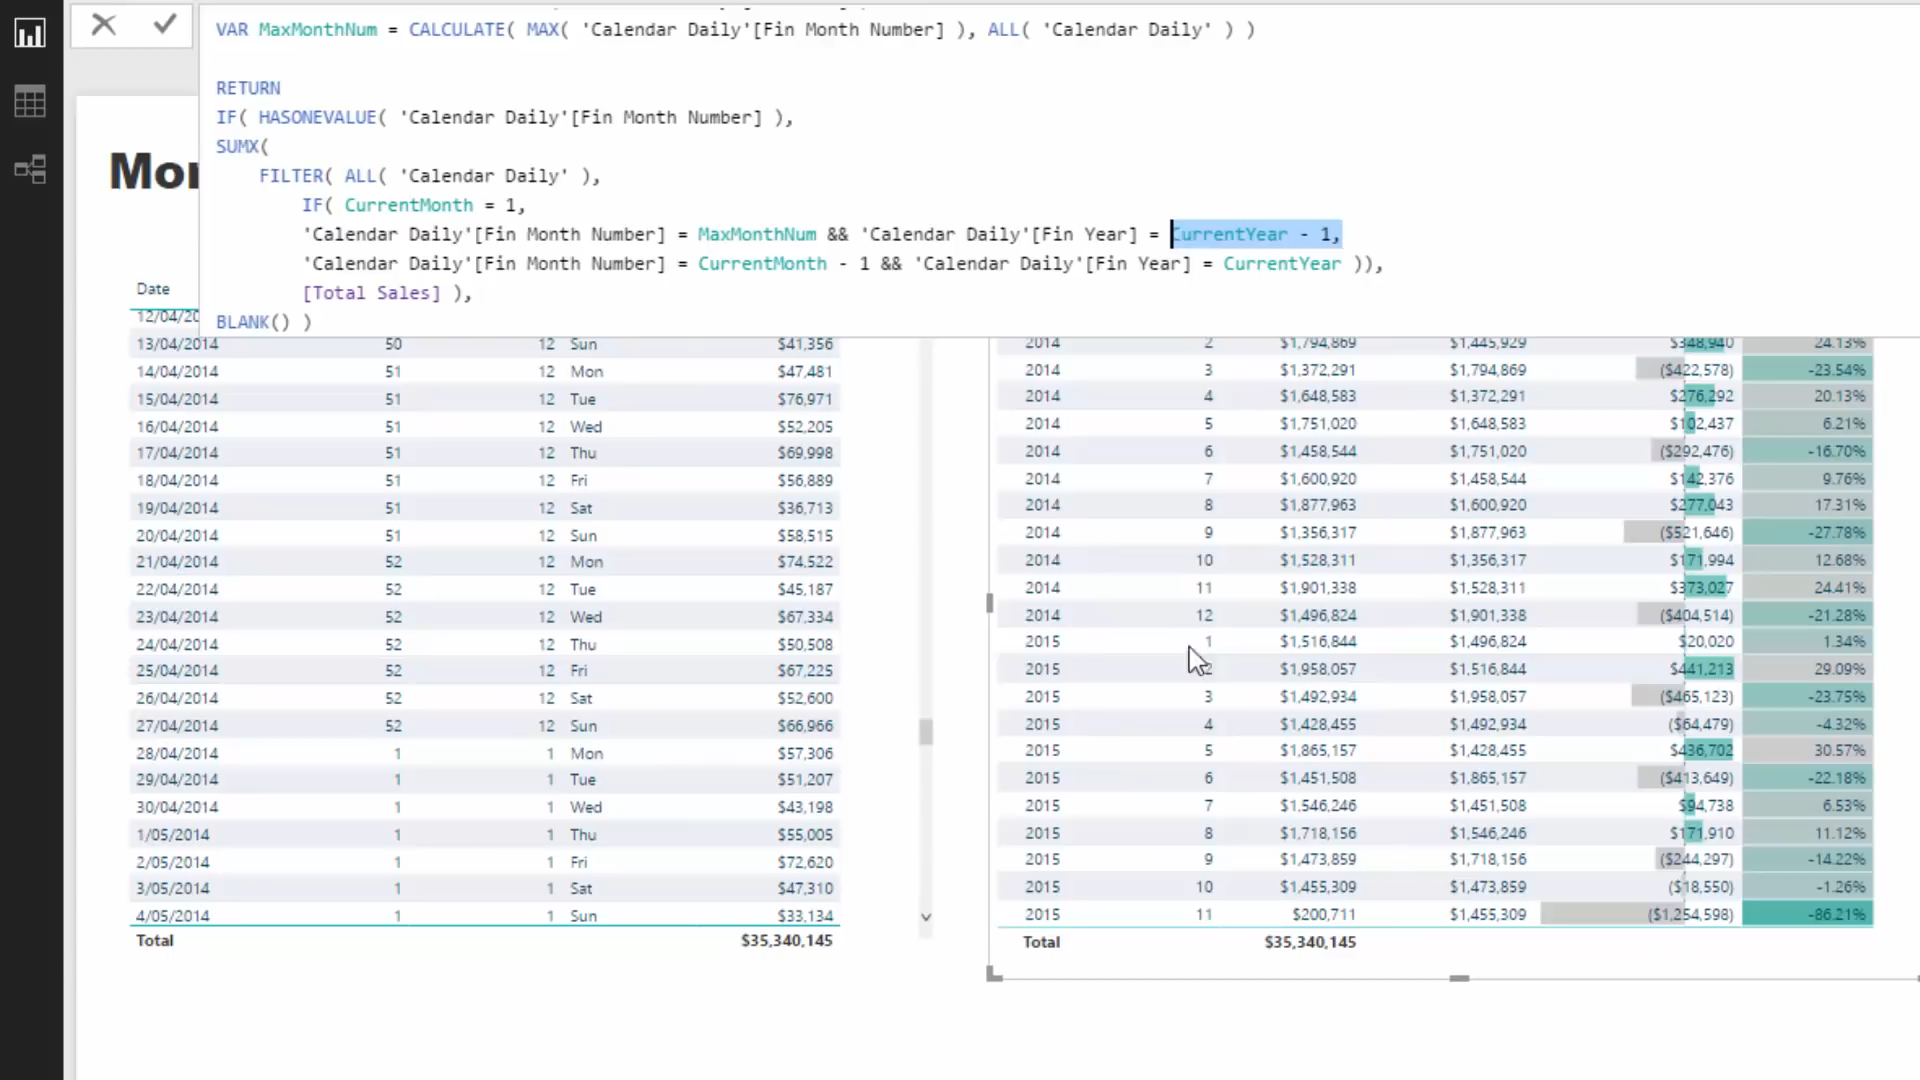 VAR MaxMonthNum = CALCULATE( MAX( 'Calendar Daily'[Fin Month Number] ), ALL( 'Calendar Daily' ) )
RETURN
IF( HASONEVALUE( 'Calendar Daily'[Fin Month Number] ),
SUMX(
FILTER( ALL( 'Calendar Daily' ),
IF( CurrentMonth = 1,
'Calendar Daily'[Fin Month Number] = MaxMonthNum && 'Calendar Daily'[Fin Year] = CurrentYear - 1,
'Calendar Daily'[Fin Month Number] = CurrentMonth - 1 && 'Calendar Daily'[Fin Year] = CurrentYear )),
[Total Sales] ),
BLANK() )
Date
12/04/20
13/04/2014 50 12 Sun $41,356
14/04/2014 51 12 Mon $47,481
15/04/2014 51 12 Tue $76,971
16/04/2014 51 12 Wed $52,205
17/04/2014 51 12 Thu $69,998
18/04/2014 51 12 Fri $56,889
19/04/2014 51 12 Sat $36,713
20/04/2014 51 12 Sun $58,515
21/04/2014 52 12 Mon $74,522
22/04/2014 52 12 Tue $45,187
23/04/2014 52 12 Wed $67,334
24/04/2014 52 12 Thu $50,508
25/04/2014 52 12 Fri $67,225
26/04/2014 52 12 Sat $52,600
27/04/2014 52 12 Sun $66,966
28/04/2014 1 1 Mon $57,306
29/04/2014 1 1 Tue $51,207
30/04/2014 1 1 Wed $43,198
1/05/2014 1 1 Thu $55,005
2/05/2014 1 1 Fri $72,620
3/05/2014 1 1 Sat $47,310
4/05/2014 1 1 Sun $33,134
Total $35,340,145
2014 2 $1,794,869 $1,445,929 $348,940 24.13%
2014 3 $1,372,291 $1,794,869 ($422,578) -23.54%
2014 4 $1,648,583 $1,372,291 $276,292 20.13%
2014 5 $1,751,020 $1,648,583 $102,437 6.21%
2014 6 $1,458,544 $1,751,020 ($292,476) -16.70%
2014 7 $1,600,920 $1,458,544 $142,376 9.76%
2014 8 $1,877,963 $1,600,920 $277,043 17.31%
2014 9 $1,356,317 $1,877,963 ($521,646) -27.78%
2014 10 $1,528,311 $1,356,317 $171,994 12.68%
2014 11 $1,901,338 $1,528,311 $373,027 24.41%
2014 12 $1,496,824 $1,901,338 ($404,514) -21.28%
2015 1 $1,516,844 $1,496,824 $20,020 1.34%
2015 2 $1,958,057 $1,516,844 $441,213 29.09%
2015 3 $1,492,934 $1,958,057 ($465,123) -23.75%
2015 4 $1,428,455 $1,492,934 ($64,479) -4.32%
2015 5 $1,865,157 $1,428,455 $436,702 30.57%
2015 6 $1,451,508 $1,865,157 ($413,649) -22.18%
2015 7 $1,546,246 $1,451,508 $94,738 6.53%
2015 8 $1,718,156 $1,546,246 $171,910 11.12%
2015 9 $1,473,859 $1,718,156 ($244,297) -14.22%
2015 10 $1,455,309 $1,473,859 ($18,550) -1.26%
2015 11 $200,711 $1,455,309 ($1,254,598) -86.21%
Total $35,340,145